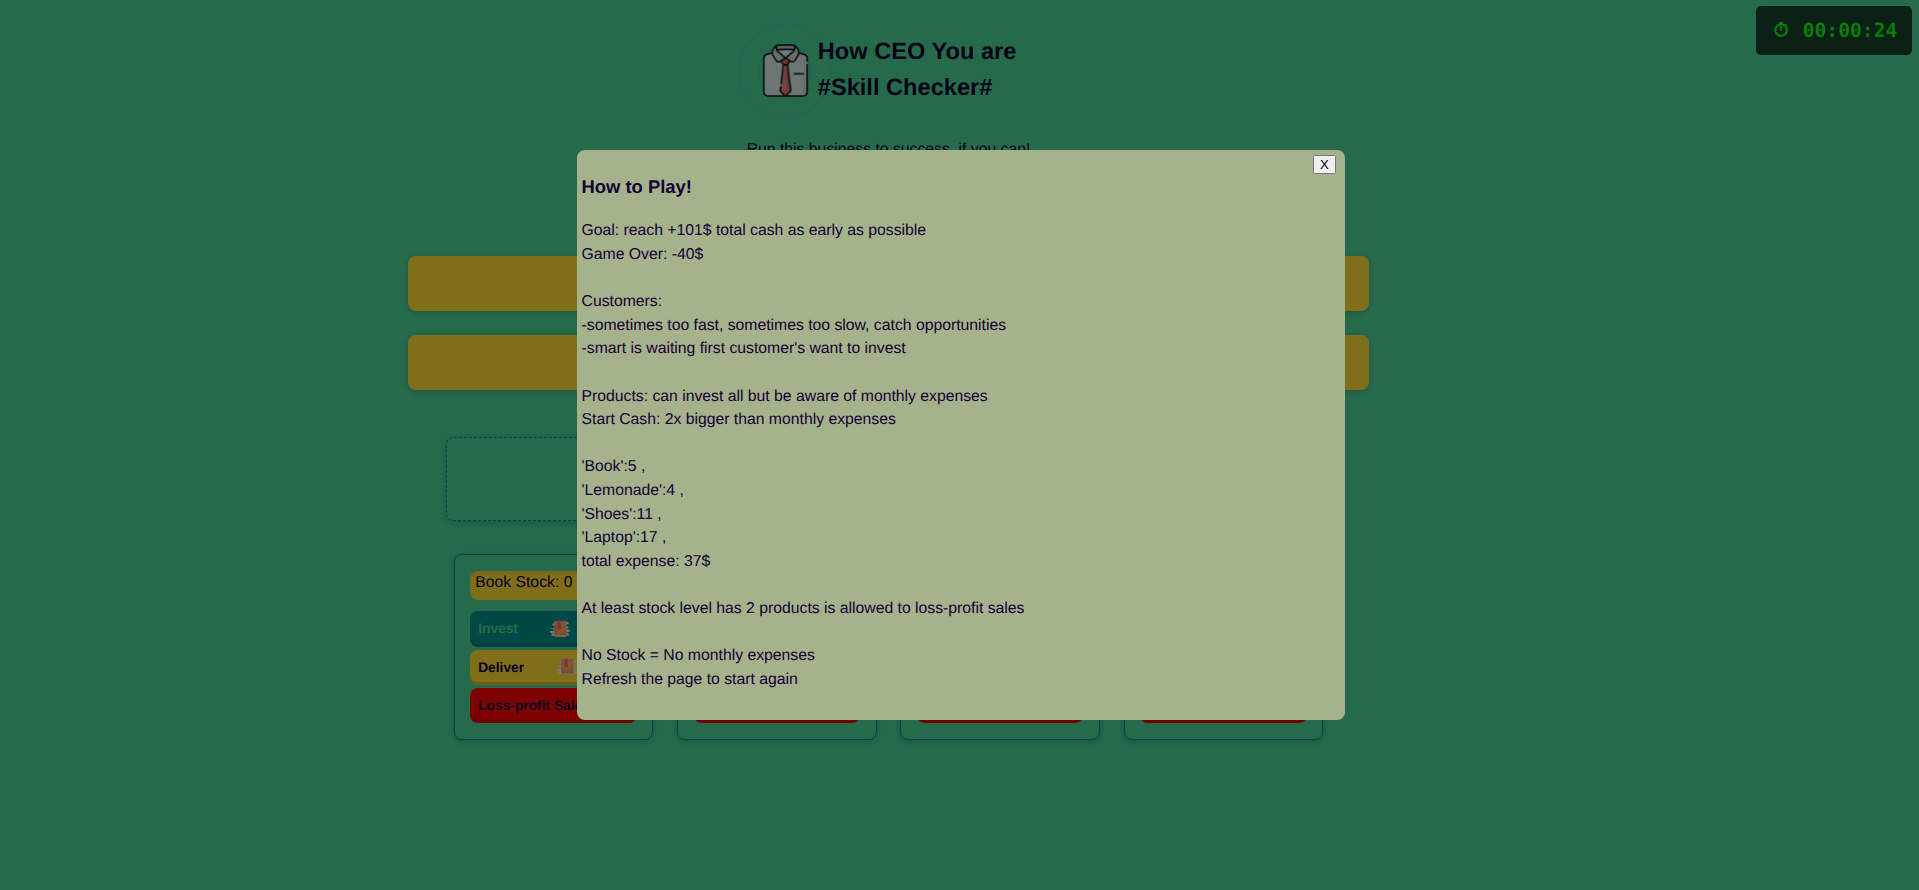 00:00:24
How CEO You are
#Skill Checker#
Run this business to success, if you can!
X
How to Play!
Goal: reach +101$ total cash as early as possible
Game Over: -40$
Customers:
-sometimes too fast, sometimes too slow, catch opportunities
-smart is waiting first customer's want to invest
Products: can invest all but be aware of monthly expenses
Start Cash: 2x bigger than monthly expenses
'Book':5 ,
'Lemonade':4 ,
'Shoes':11 ,
'Laptop':17 ,
total expense: 37$
At least stock level has 2 products is allowed to loss-profit sales
No Stock = No monthly expenses
Refresh the page to start again
Book Stock: 0
Invest
Deliver
Loss-profit Sal